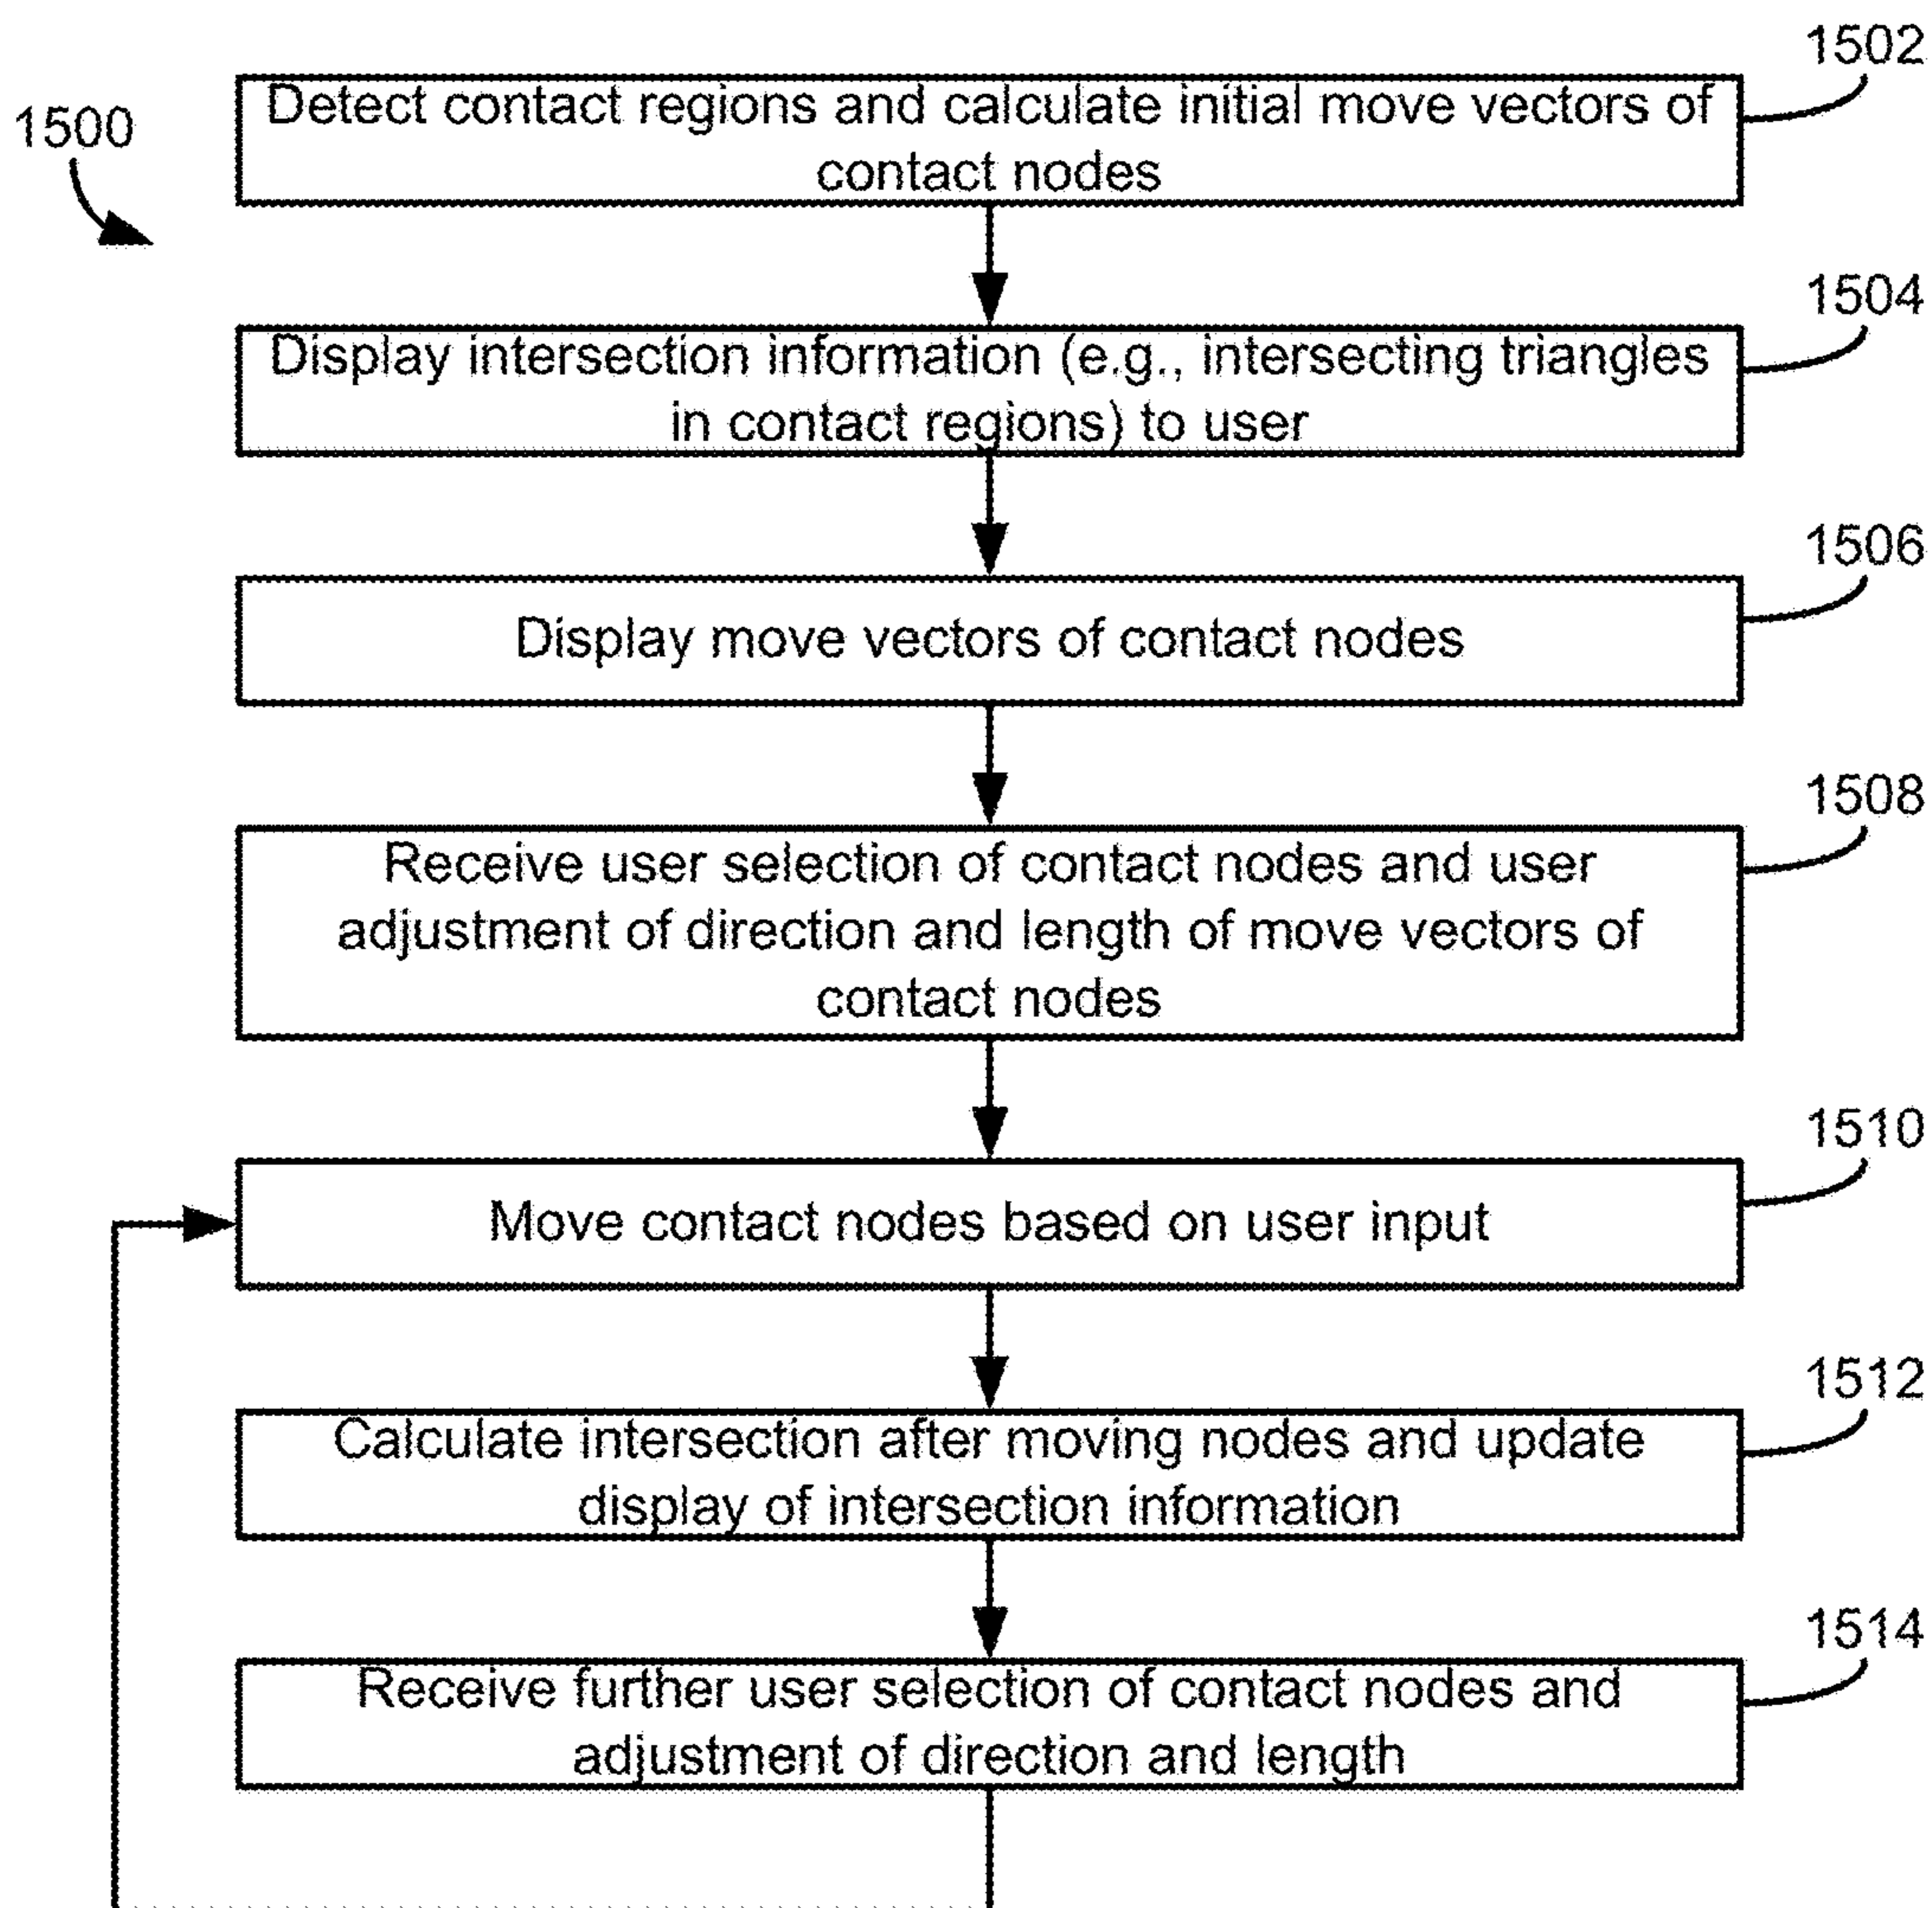 1502
1500
Detect contact regions and calculate initial move vectors of
contact nodes
1504
Display intersection information (e.g., intersecting triangles
in contact regions) to user
1506
Display move vectors of contact nodes
1508
Receive user selection of contact nodes and user
adjustment of direction and length of move vectors of
contact nodes
1510
Move contact nodes based on user input
1512
Calculate intersection after moving nodes and update
display of intersection information
1514
Receive further user selection of contact nodes and
adjustment of direction and length